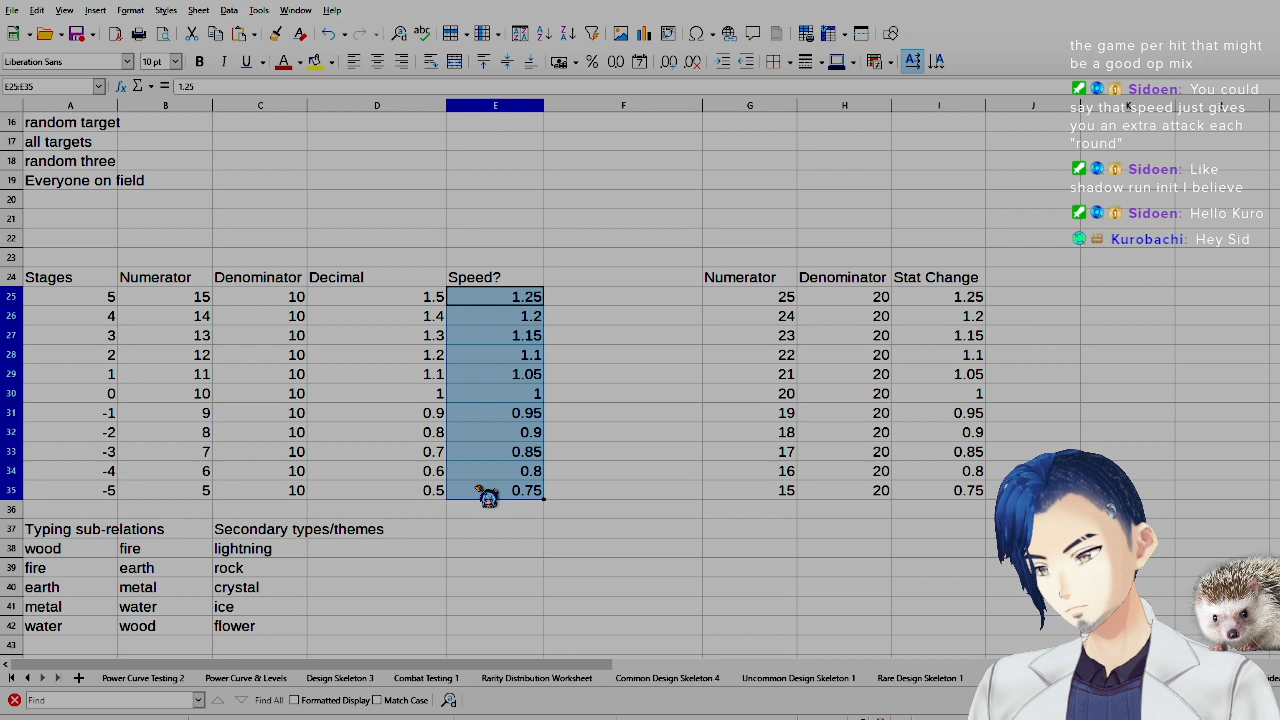 File Edit View Insert Format Styles Sheet Data Tools Window Help
Liberation Sans 10 pt B I U A
E25:E35 fx Σ = 1.25
A B C D E F G H I J K L
16 random target
17 all targets
18 random three
19 Everyone on field
20
21
22
23
24 Stages Numerator Denominator Decimal Speed? Numerator Denominator Stat Change
25 5 15 10 1.5 1.25 25 20 1.25
26 4 14 10 1.4 1.2 24 20 1.2
27 3 13 10 1.3 1.15 23 20 1.15
28 2 12 10 1.2 1.1 22 20 1.1
29 1 11 10 1.1 1.05 21 20 1.05
30 0 10 10 1 1 20 20 1
31 -1 9 10 0.9 0.95 19 20 0.95
32 -2 8 10 0.8 0.9 18 20 0.9
33 -3 7 10 0.7 0.85 17 20 0.85
34 -4 6 10 0.6 0.8 16 20 0.8
35 -5 5 10 0.5 0.75 15 20 0.75
36
37 Typing sub-relations Secondary types/themes
38 wood fire lightning
39 fire earth rock
40 earth metal crystal
41 metal water ice
42 water wood flower
43
Power Curve Testing 2 Power Curve & Levels Design Skeleton 3 Combat Testing 1 Rarity Distribution Worksheet Common Design Skeleton 4 Uncommon Design Skeleton 1 Rare Design Skeleton 1
Find Find All Formatted Display Match Case
the game per hit that might
be a good op mix
Sidoen: You could
say that speed just gives
you an extra attack each
"round"
Sidoen: Like
shadow run init I believe
Sidoen: Hello Kuro
Kurobachi: Hey Sid